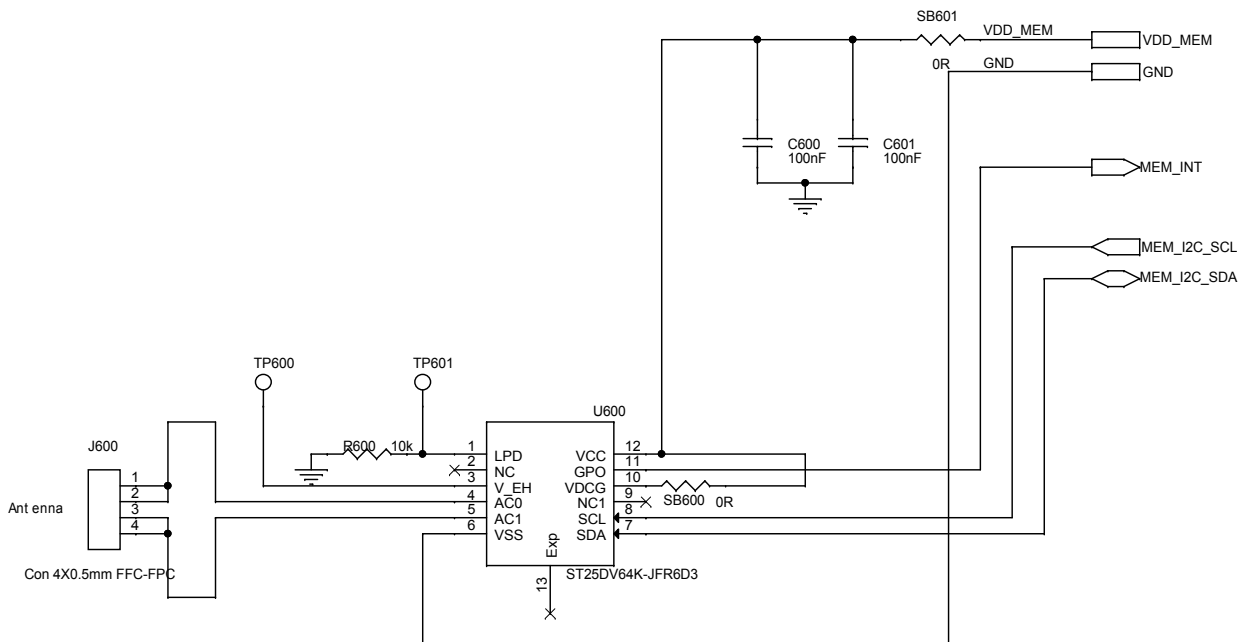 SB601
VDD_MEM
VDD_MEM
0R
GND
GND
C600
100nF
C601
100nF
MEM_INT
MEM_I2C_SCL
MEM_I2C_SDA
TP600
TP601
U600
J600
R600
10k
1
LPD
VCC
12
2
NC
GPO
11
3
V_EH
VDCG
10
4
AC0
NC1
9
5
AC1
SCL
8
6
VSS
SDA
7
SB600
0R
1
2
3
4
Ant enna
Exp
13
Con 4X0.5mm FFC-FPC
ST25DV64K-JFR6D3